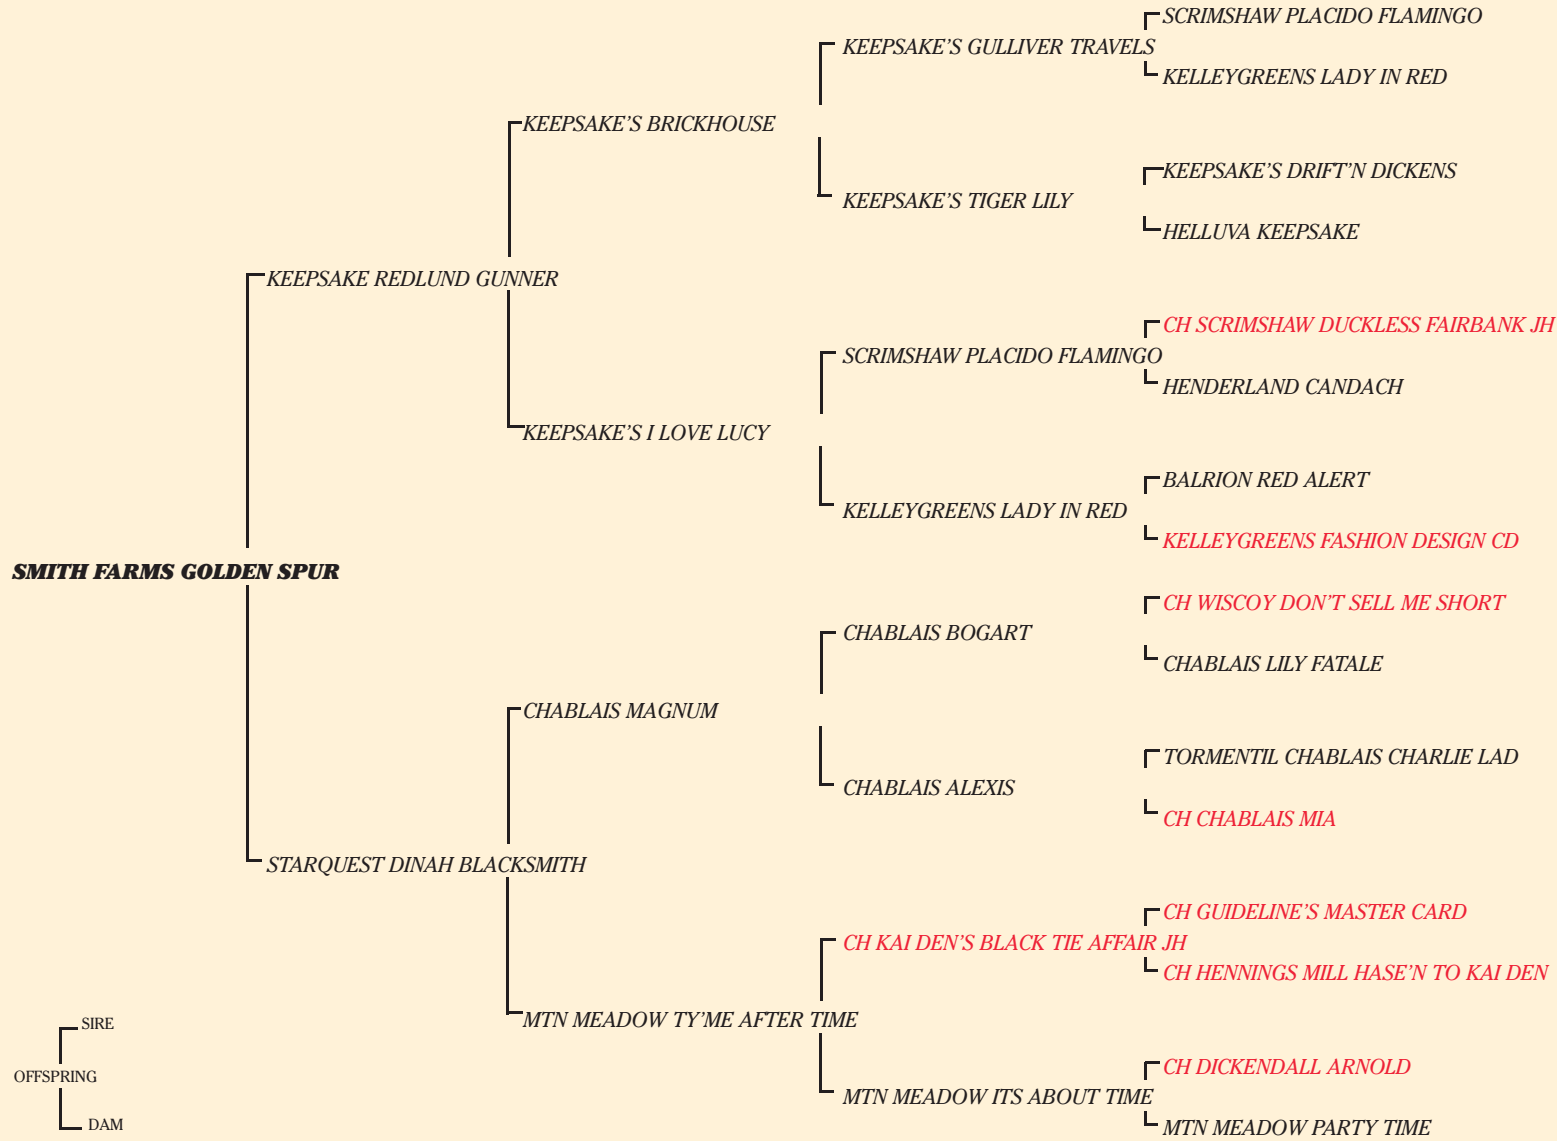 SCRIMSHAW PLACIDO FLAMINGO
KEEPSAKE’S GULLIVER TRAVELS
KELLEYGREENS LADY IN RED
KEEPSAKE’S BRICKHOUSE
KEEPSAKE’S DRIFT’N DICKENS
KEEPSAKE’S TIGER LILY
HELLUVA KEEPSAKE
KEEPSAKE REDLUND GUNNER
CH SCRIMSHAW DUCKLESS FAIRBANK JH
SCRIMSHAW PLACIDO FLAMINGO
HENDERLAND CANDACH
KEEPSAKE’S I LOVE LUCY
BALRION RED ALERT
KELLEYGREENS LADY IN RED
KELLEYGREENS FASHION DESIGN CD
SMITH FARMS GOLDEN SPUR
CH WISCOY DON’T SELL ME SHORT
CHABLAIS BOGART
CHABLAIS LILY FATALE
CHABLAIS MAGNUM
TORMENTIL CHABLAIS CHARLIE LAD
CHABLAIS ALEXIS
CH CHABLAIS MIA
STARQUEST DINAH BLACKSMITH
CH GUIDELINE’S MASTER CARD
CH KAI DEN’S BLACK TIE AFFAIR JH
CH HENNINGS MILL HASE’N TO KAI DEN
MTN MEADOW TY’ME AFTER TIME
CH DICKENDALL ARNOLD
MTN MEADOW ITS ABOUT TIME
MTN MEADOW PARTY TIME
SIRE
OFFSPRING
DAM